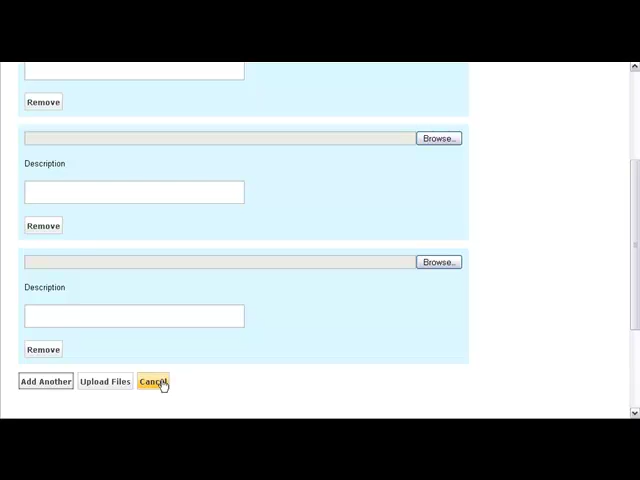 Remove
Browse..
Description
Remove
Browse..
Description
Remove
Add Another Upload Files Cancel